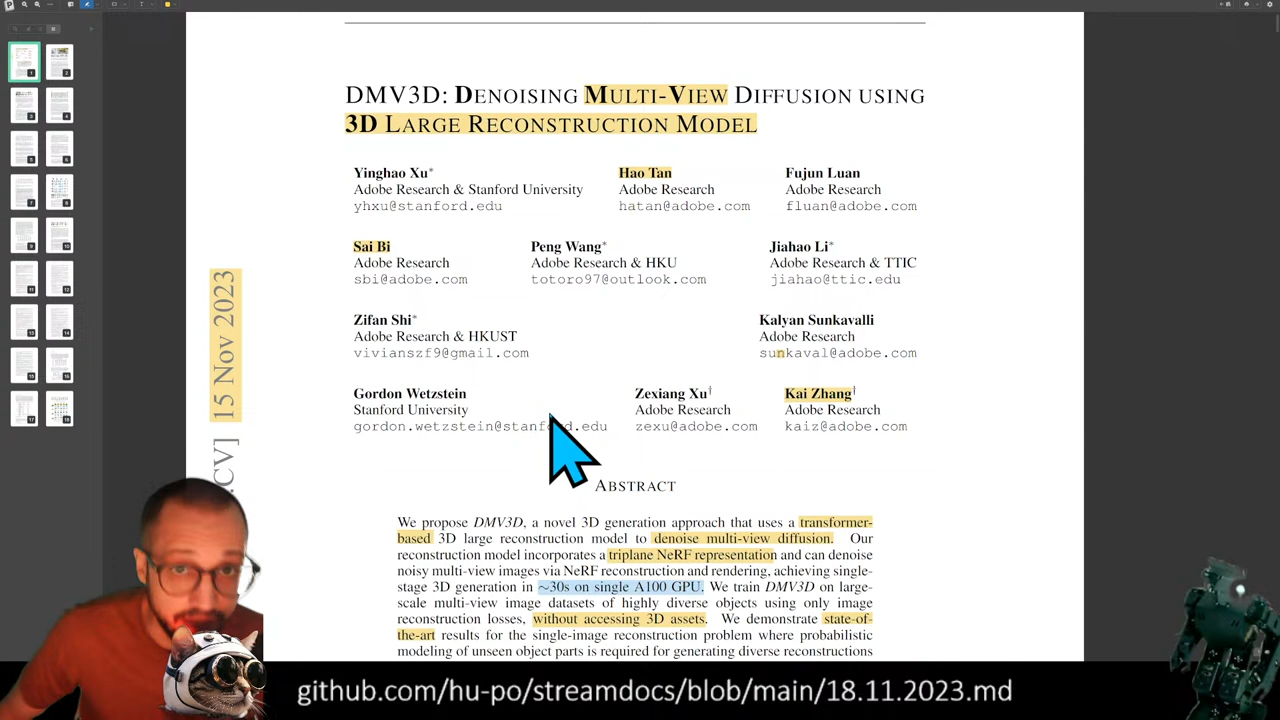 DMV3D: DENOISING MULTI-VIEW DIFFUSION USING
3D LARGE RECONSTRUCTION MODEL
Yinghao Xu* Hao Tan Fujun Luan
Adobe Research & Stanford University Adobe Research Adobe Research
yhxu@stanford.edu hatan@adobe.com fluan@adobe.com
Sai Bi Peng Wang* Jiahao Li*
Adobe Research Adobe Research & HKU Adobe Research & TTIC
sbi@adobe.com totoro97@outlook.com jiahao@ttic.edu
Zifan Shi* Kalyan Sunkavalli
Adobe Research & HKUST Adobe Research
vivianszf9@gmail.com sunkaval@adobe.com
Gordon Wetzstein Zexiang Xu† Kai Zhang†
Stanford University Adobe Research Adobe Research
gordon.wetzstein@stanford.edu zexu@adobe.com kaiz@adobe.com
.CV] 15 Nov 2023
ABSTRACT
We propose DMV3D, a novel 3D generation approach that uses a transformer-
based 3D large reconstruction model to denoise multi-view diffusion. Our
reconstruction model incorporates a triplane NeRF representation and can denoise
noisy multi-view images via NeRF reconstruction and rendering, achieving single-
stage 3D generation in ~30s on single A100 GPU. We train DMV3D on large-
scale multi-view image datasets of highly diverse objects using only image
reconstruction losses, without accessing 3D assets. We demonstrate state-of-
the-art results for the single-image reconstruction problem where probabilistic
modeling of unseen object parts is required for generating diverse reconstructions
github.com/hu-po/streamdocs/blob/main/18.11.2023.md